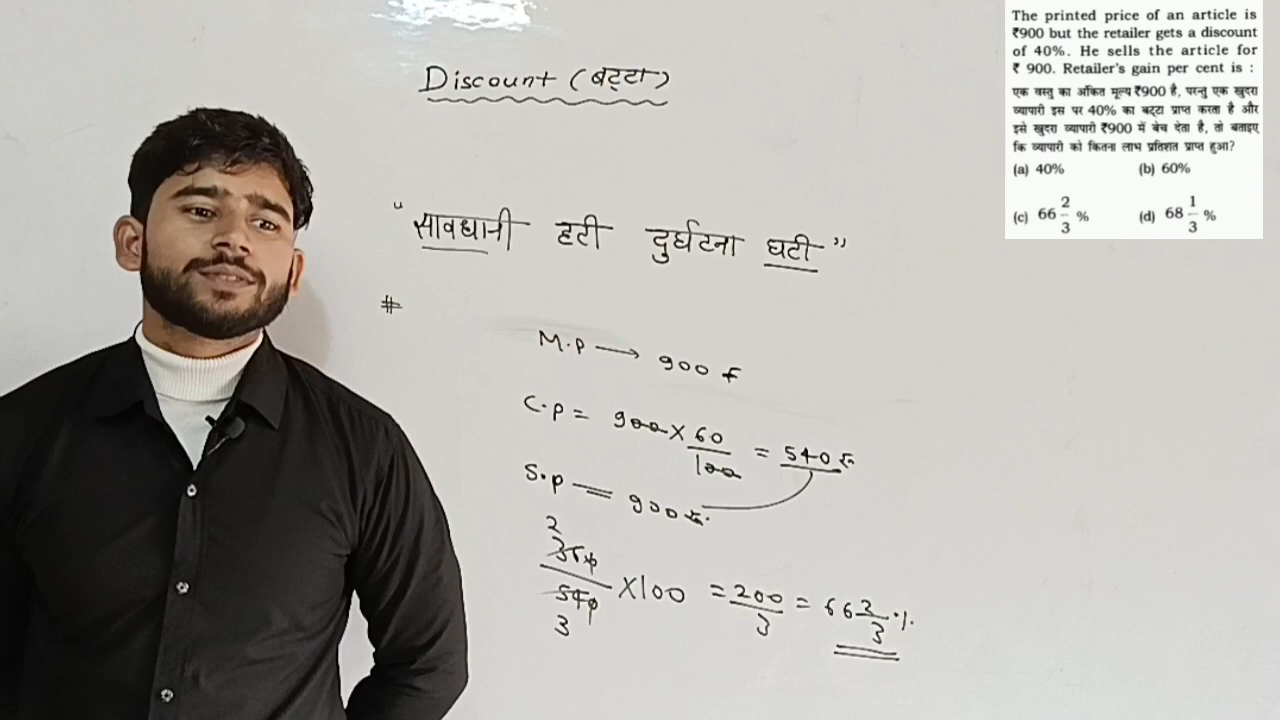 Discount (बट्टा)
" सावधानी हटी दुर्घटना घटी "
#
M.P → 900 ₹
C.P = 900 × 60/100 = 540 रु
S.P = 900 रु.
2
360/540 × 100 = 200/3 = 66 2/3 %
3
The printed price of an article is
₹900 but the retailer gets a discount
of 40%. He sells the article for
₹ 900. Retailer's gain per cent is :
एक वस्तु का अंकित मूल्य ₹900 है, परन्तु एक खुदरा
व्यापारी इस पर 40% का बट्टा प्राप्त करता है और
इसे खुदरा व्यापारी ₹900 में बेच देता है, तो बताइए
कि व्यापारी को कितना लाभ प्रतिशत प्राप्त हुआ?
(a) 40% (b) 60%
(c) 66 2/3 % (d) 68 1/3 %